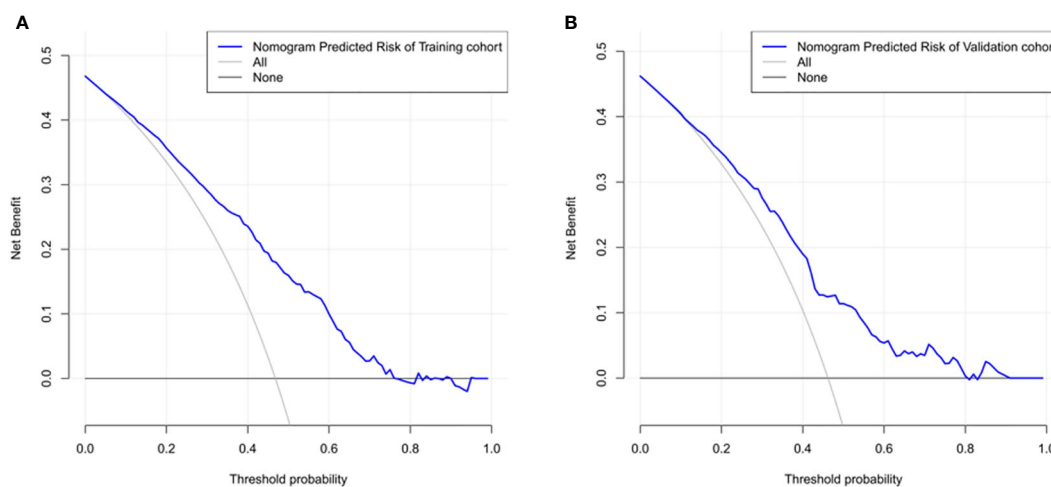 A
Nomogram Predicted Risk of Training cohort
All
None
0.5
0.4
0.3
0.2
0.1
0.0
Net Benefit
0.0 0.2 0.4 0.6 0.8 1.0
Threshold probability
B
Nomogram Predicted Risk of Validation cohor
All
None
0.5
0.4
0.3
0.2
0.1
0.0
Net Benefit
0.0 0.2 0.4 0.6 0.8 1.0
Threshold probability